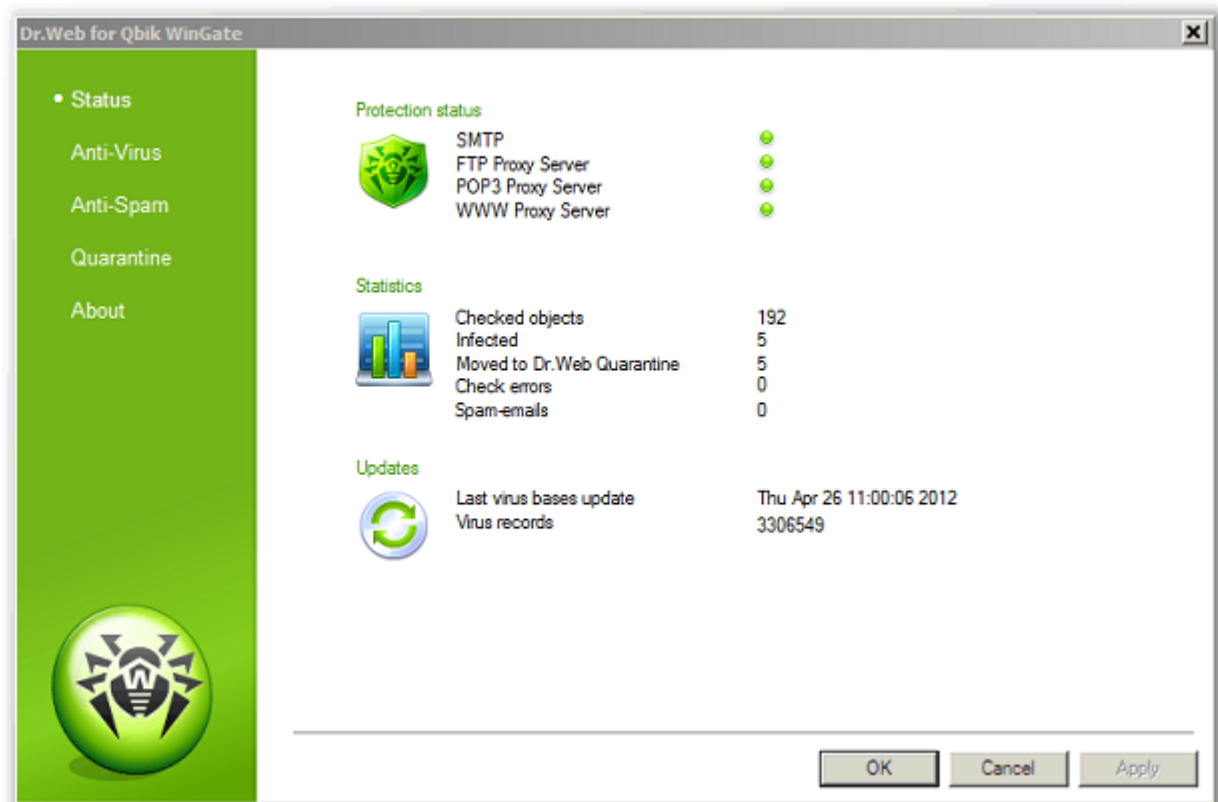 Dr.Web for Qbik WinGate
Status
Anti-Virus
Anti-Spam
Quarantine
About
Protection status
SMTP
FTP Proxy Server
POP3 Proxy Server
WWW Proxy Server
Statistics
Checked objects 192
Infected 5
Moved to Dr.Web Quarantine 5
Check errors 0
Spam-emails 0
Updates
Last virus bases update Thu Apr 26 11:00:06 2012
Virus records 3306549
W
OK Cancel Apply